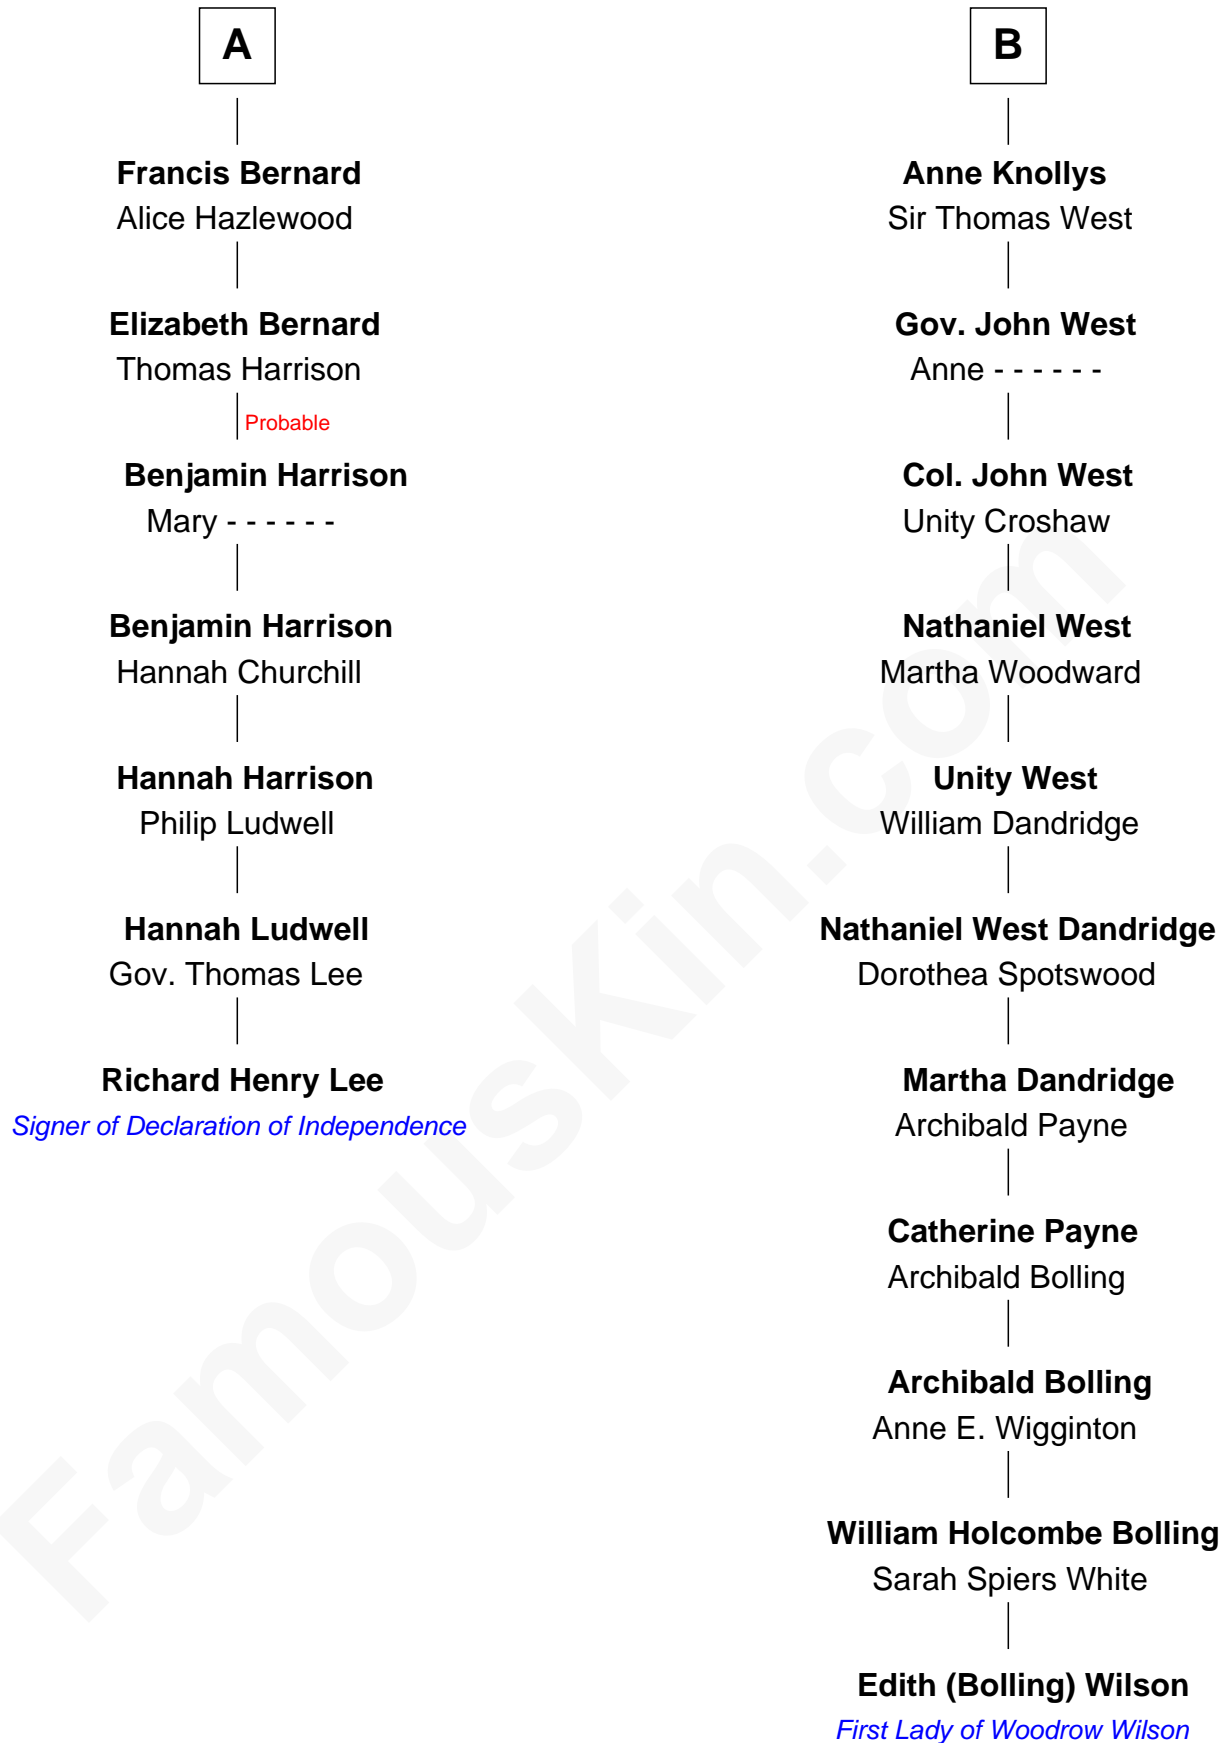 A
Francis Bernard
Alice Hazlewood
Elizabeth Bernard
Thomas Harrison
Probable
Benjamin Harrison
Mary - - - - - -
Benjamin Harrison
Hannah Churchill
Hannah Harrison
Philip Ludwell
Hannah Ludwell
Gov. Thomas Lee
Richard Henry Lee
Signer of Declaration of Independence
B
Anne Knollys
Sir Thomas West
Gov. John West
Anne - - - - - -
Col. John West
Unity Croshaw
Nathaniel West
Martha Woodward
Unity West
William Dandridge
Nathaniel West Dandridge
Dorothea Spotswood
Martha Dandridge
Archibald Payne
Catherine Payne
Archibald Bolling
Archibald Bolling
Anne E. Wigginton
William Holcombe Bolling
Sarah Spiers White
Edith (Bolling) Wilson
First Lady of Woodrow Wilson
FamousKin.com